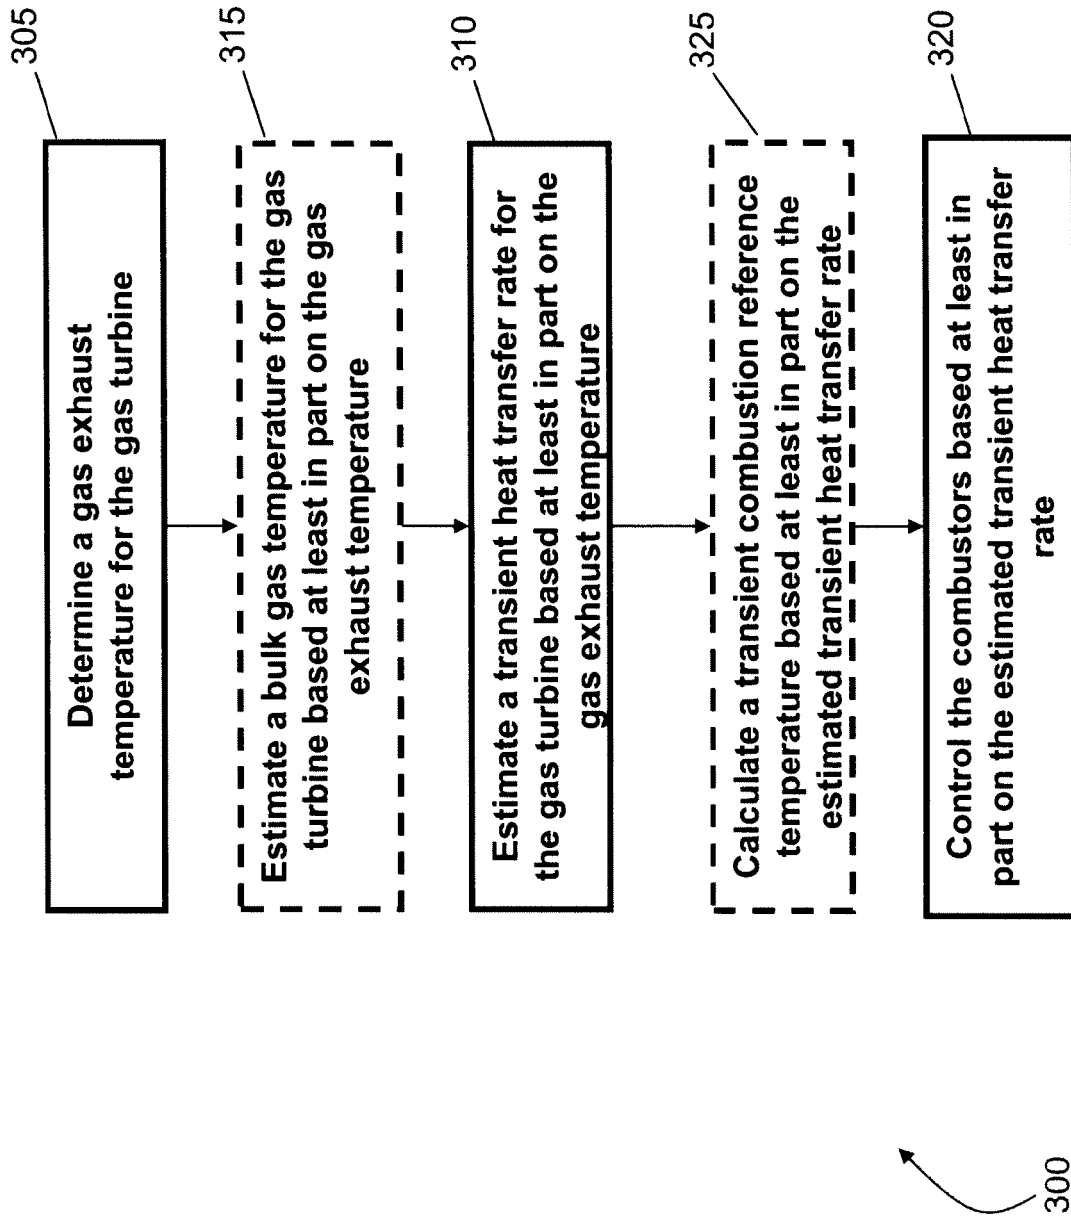 305
Determine a gas exhaust
temperature for the gas turbine
315
Estimate a bulk gas temperature for the gas
turbine based at least in part on the gas
exhaust temperature
310
Estimate a transient heat transfer rate for
the gas turbine based at least in part on the
gas exhaust temperature
325
Calculate a transient combustion reference
temperature based at least in part on the
estimated transient heat transfer rate
320
Control the combustors based at least in
part on the estimated transient heat transfer
rate
300